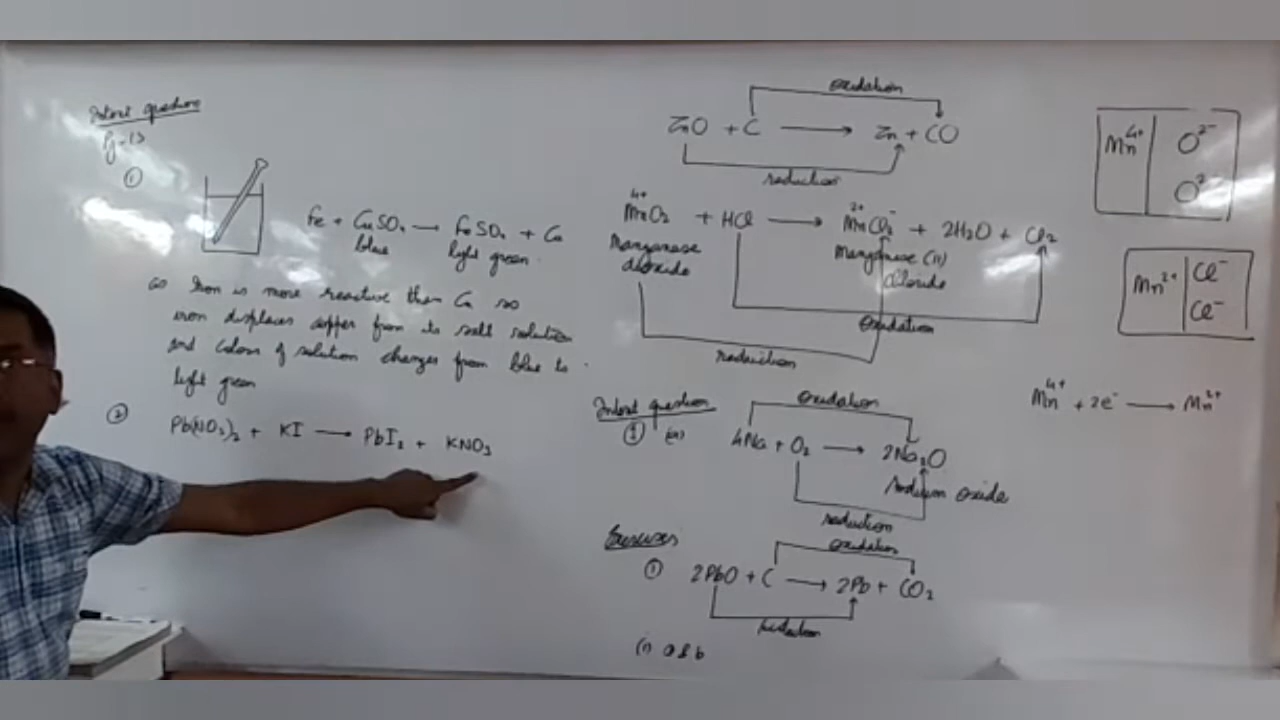 Intext questions
Pg-13
①
Fe + CuSO₄ → FeSO₄ + Cu
blue light green
as Iron is more reactive than Cu so
iron displaces copper from its salt solution
and colour of solution changes from blue to
light green
②
Pb(NO₃)₂ + KI → PbI₂ + KNO₃
oxidation
ZnO + C → Zn + CO
reduction
4+ 2+
MnO₂ + HCl → MnCl₂⁻ + 2H₂O + Cl₂
Manganese Manganese (II)
dioxide chloride
oxidation
reduction
Intext question oxidation
① (a) 4Na + O₂ → 2Na₂O
sodium oxide
reduction
Exercises oxidation
① 2PbO + C → 2Pb + CO₂
reduction
(i) a & b
Mn⁴⁺ O²⁻
O²⁻
Mn²⁺ Cl⁻
Cl⁻
Mn⁴⁺ + 2e⁻ → Mn²⁺